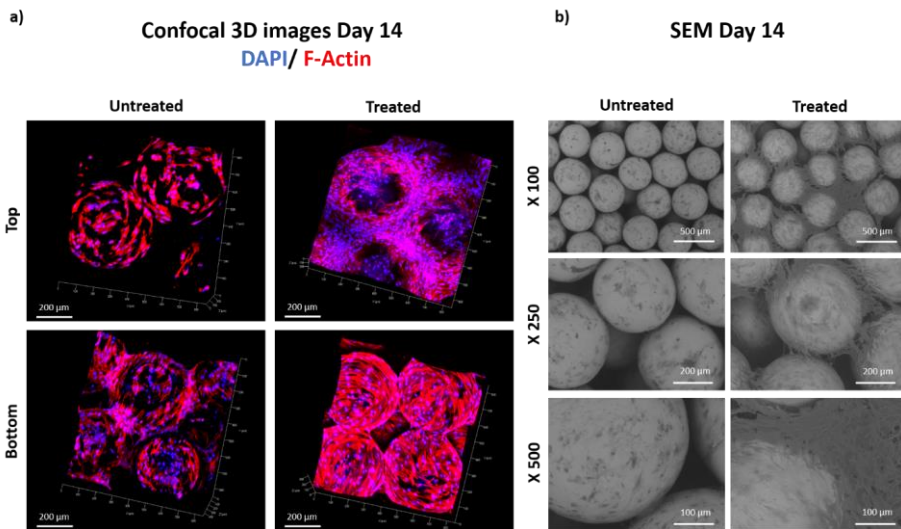 a)
Confocal 3D images Day 14
DAPI/ F-Actin
Untreated
Treated
Top
200 µm
200 µm
Bottom
200 µm
200 µm
b)
SEM Day 14
Untreated
Treated
X 100
500 µm
500 µm
X 250
200 µm
200 µm
X 500
100 µm
100 µm